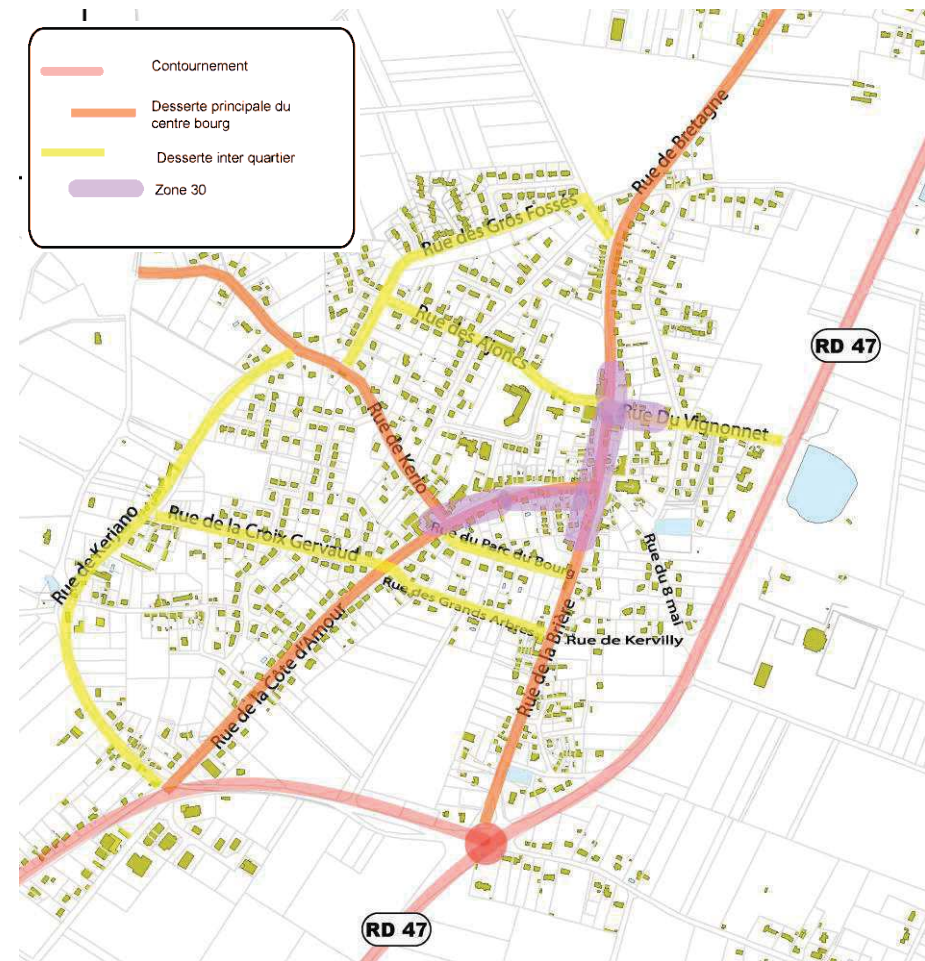 Contournement
Desserte principale du
centre bourg
Desserte inter quartier
Zone 30
Rue de Bretagne
Rue des Gros Fossés
RD 47
Rue des Ajoncs
Rue Du Vignonnet
Rue de Kerio
Rue de la Croix Gervaud
Rue du Parc du Bourg
Rue de Keriano
Rue du 8 mai
Rue des Grands Arbres
Rue de Kervilly
Rue de la Brière
Rue de la Côte d'Amour
RD 47